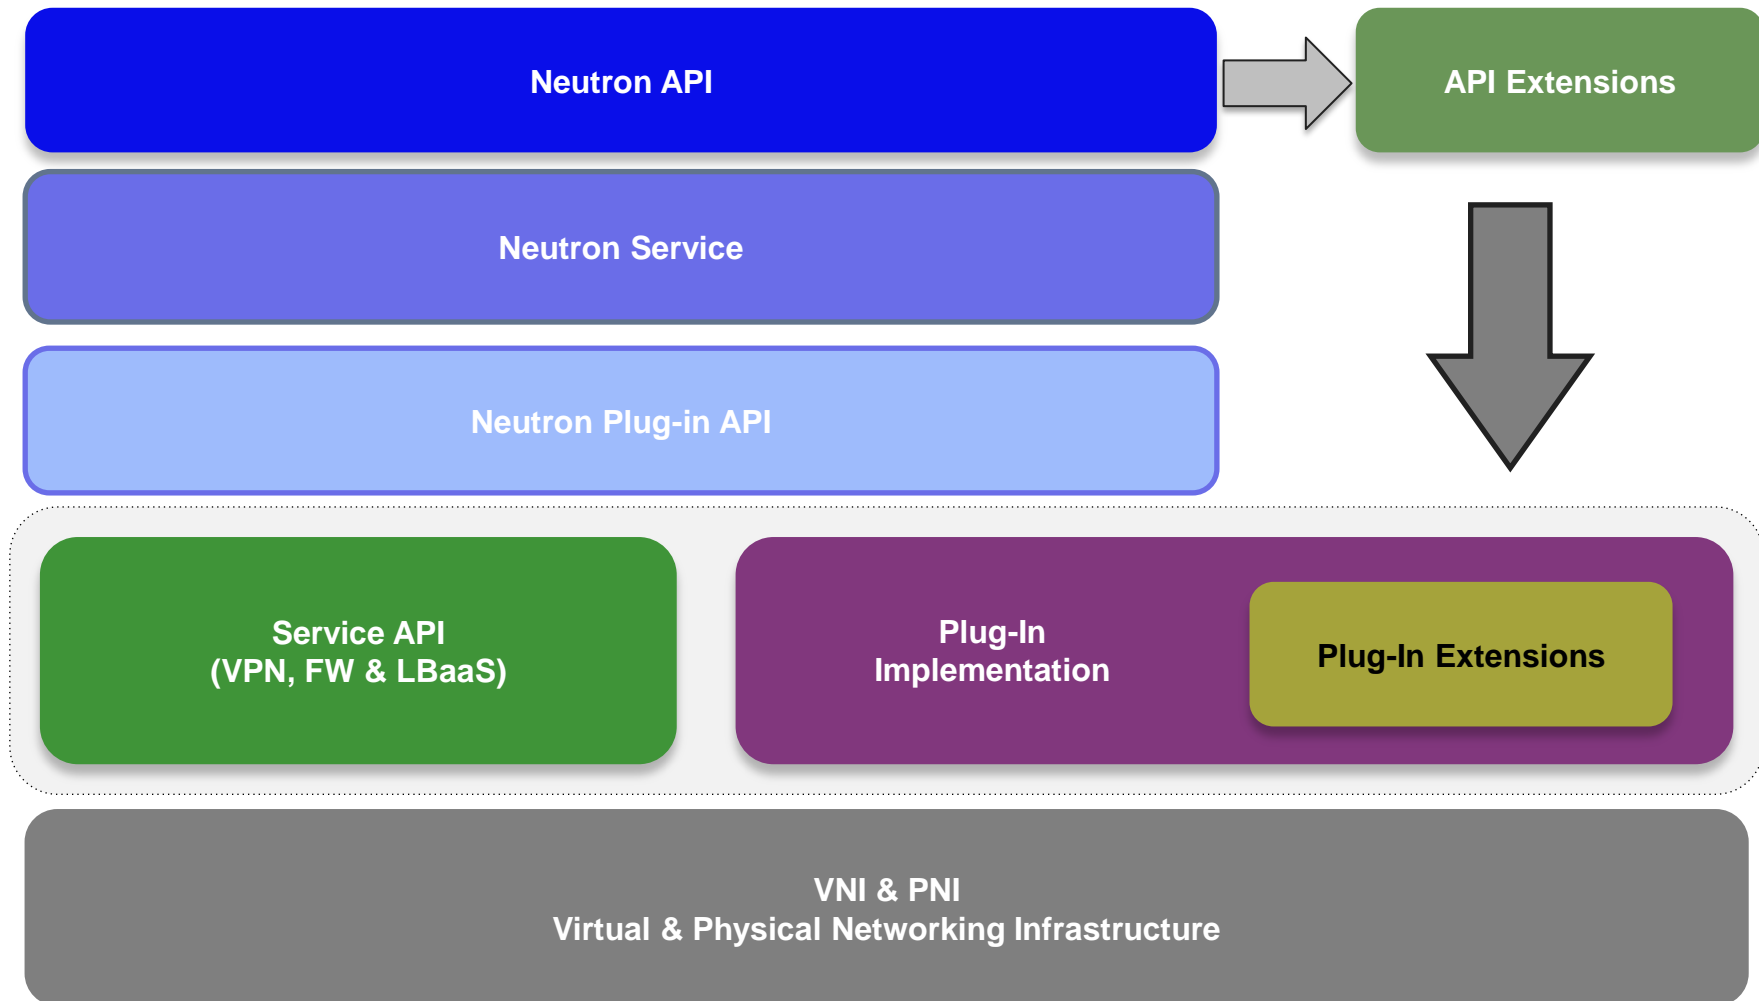 Neutron API
API Extensions
Neutron Service
Neutron Plug-in API
Service API
(VPN, FW & LBaaS)
Plug-In
Implementation
Plug-In Extensions
VNI & PNI
Virtual & Physical Networking Infrastructure